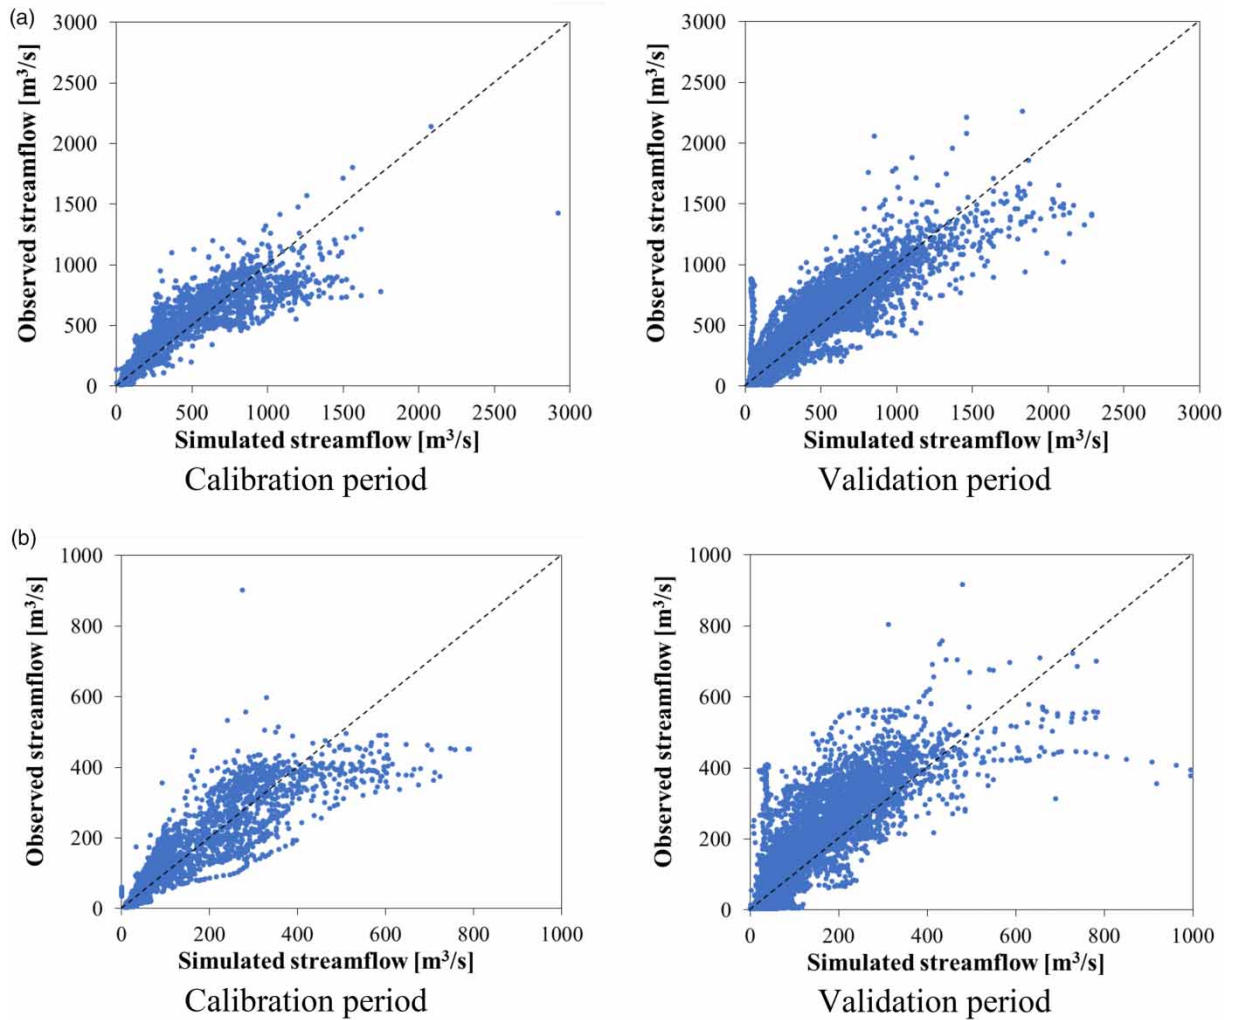 (a)
Observed streamflow [m³/s]
3000
2500
2000
1500
1000
500
0
0 500 1000 1500 2000 2500 3000
Simulated streamflow [m³/s]
Calibration period
Observed streamflow [m³/s]
3000
2500
2000
1500
1000
500
0
0 500 1000 1500 2000 2500 3000
Simulated streamflow [m³/s]
Validation period
(b)
Observed streamflow [m³/s]
1000
800
600
400
200
0
0 200 400 600 800 1000
Simulated streamflow [m³/s]
Calibration period
Observed streamflow [m³/s]
1000
800
600
400
200
0
0 200 400 600 800 1000
Simulated streamflow [m³/s]
Validation period